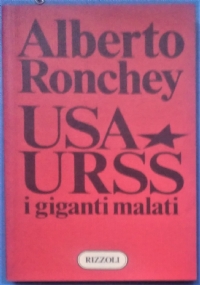 Alberto
Ronchey
USA★
URSS
i giganti malati
RIZZOLI